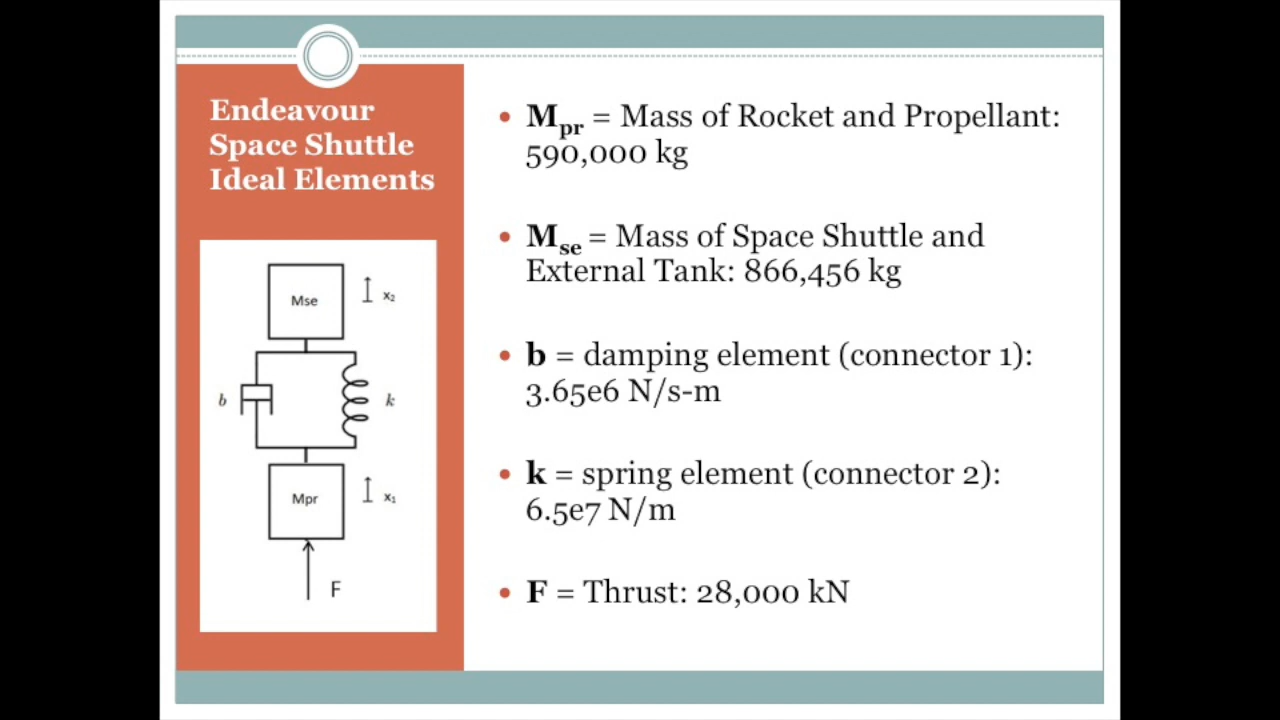 Endeavour
Space Shuttle
Ideal Elements
Mse
x₂
b
k
Mpr
x₁
F
• Mpr = Mass of Rocket and Propellant:
590,000 kg
• Mse = Mass of Space Shuttle and
External Tank: 866,456 kg
• b = damping element (connector 1):
3.65e6 N/s-m
• k = spring element (connector 2):
6.5e7 N/m
• F = Thrust: 28,000 kN